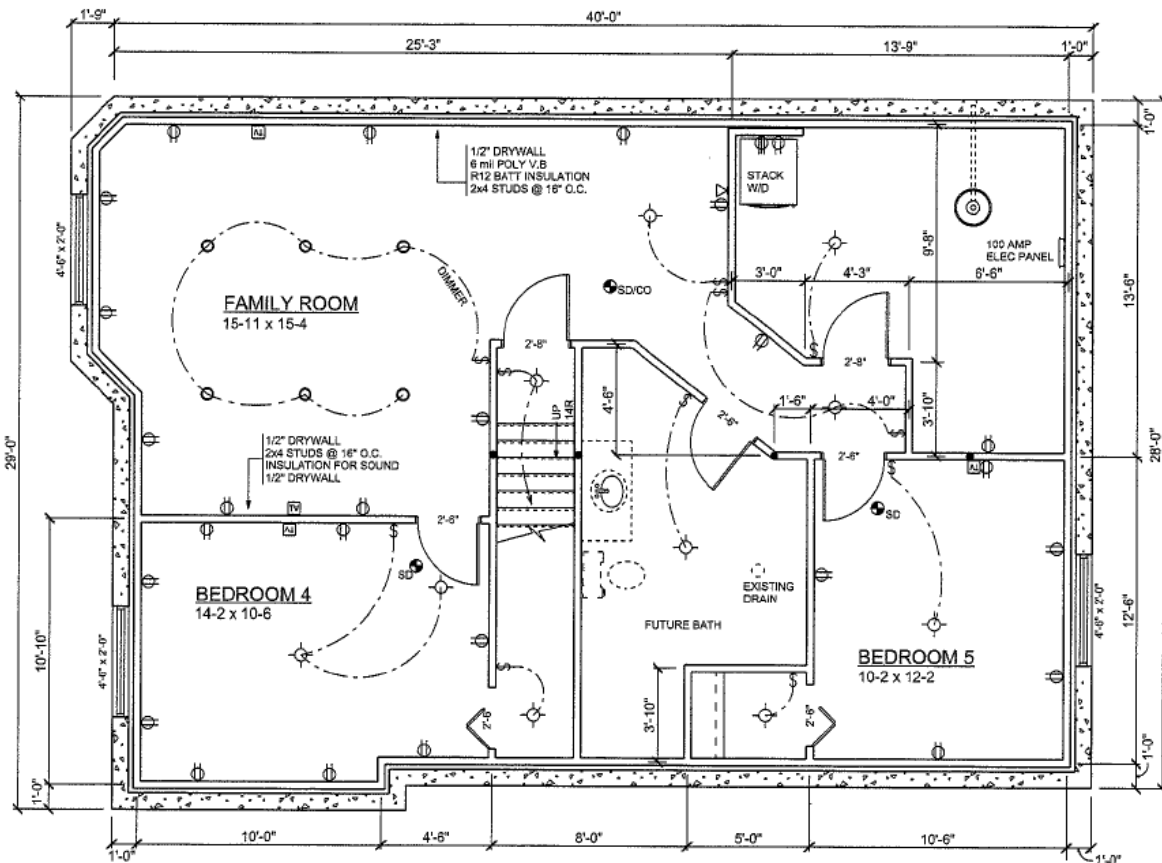 1'-9"
40'-0"
25'-3"
13'-9"
1'-0"
29'-0"
1'-0"
1/2" DRYWALL
6 mil POLY V.B
R12 BATT INSULATION
2x4 STUDS @ 16" O.C.
STACK
W/D
TV
4'-6" x 2'-0"
100 AMP
ELEC PANEL
9'-8"
3'-0"
4'-3"
6'-6"
13'-6"
DIMMER
SD/CO
FAMILY ROOM
15-11 x 15-4
$
$
$
$
$
2'-8"
2'-8"
4'-6"
UP
14R
1'-6"
4'-0"
3'-10"
28'-0"
$
2'-6"
$
1/2" DRYWALL
2x4 STUDS @ 16" O.C.
INSULATION FOR SOUND
1/2" DRYWALL
2'-6"
$
TV
TV
TV
2'-6"
$
SD
SD
BEDROOM 4
14-2 x 10-6
10'-10"
4'-6" x 2'-0"
EXISTING
DRAIN
FUTURE BATH
4'-6" x 2'-0"
12'-6"
BEDROOM 5
10-2 x 12-2
$
$
3'-10"
2'-6
2'-6"
1'-0"
1'-0"
10'-0"
4'-6"
8'-0"
5'-0"
10'-6"
1'-0"
1'-0"